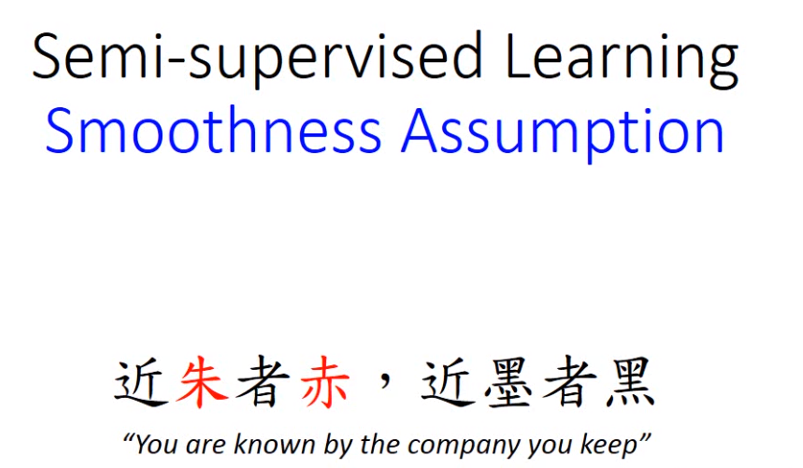 Semi-supervised Learning
Smoothness Assumption
近朱者赤，近墨者黑
“You are known by the company you keep”